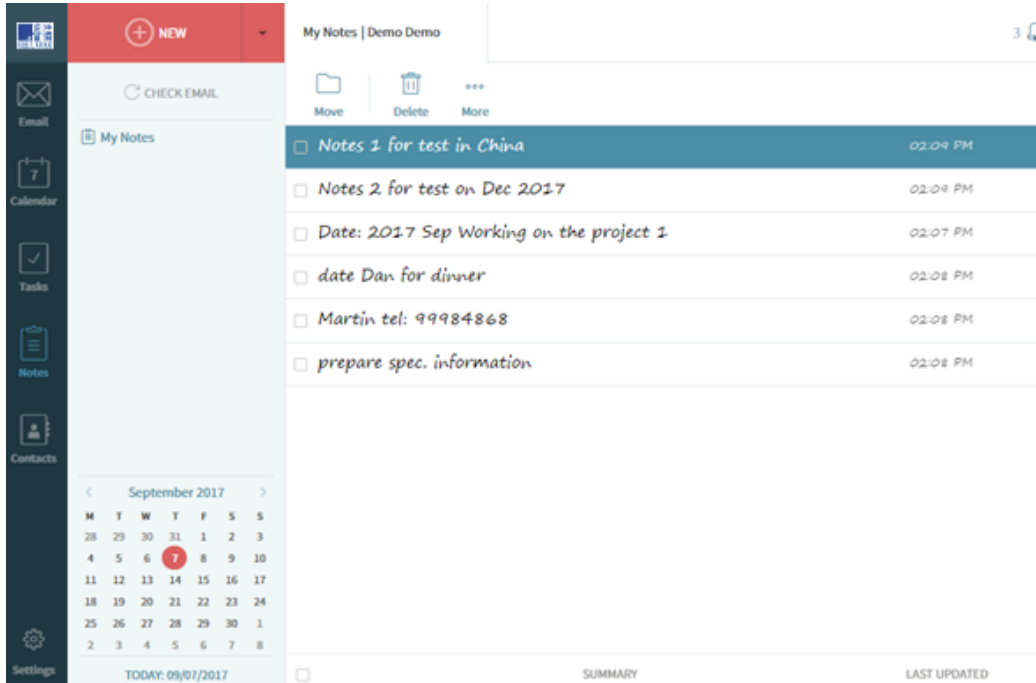 NEW
My Notes | Demo Demo
3
Email
7
Calendar
Tasks
Notes
Contacts
Settings
CHECK EMAIL
My Notes
Move
Delete
More
Notes 1 for test in China 02:09 PM
Notes 2 for test on Dec 2017 02:09 PM
Date: 2017 Sep Working on the project 1 02:07 PM
date Dan for dinner 02:08 PM
Martin tel: 99984868 02:08 PM
prepare spec. information 02:08 PM
< September 2017 >
M T W T F S S
28 29 30 31 1 2 3
4 5 6 7 8 9 10
11 12 13 14 15 16 17
18 19 20 21 22 23 24
25 26 27 28 29 30 1
2 3 4 5 6 7 8
TODAY: 09/07/2017
SUMMARY LAST UPDATED